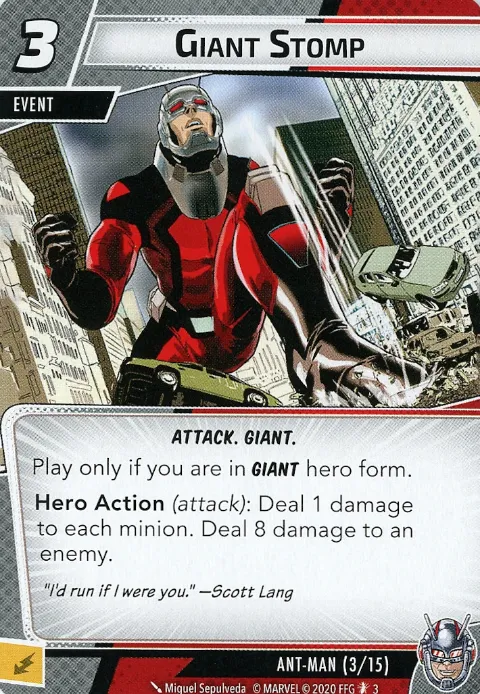 3
GIANT STOMP
EVENT
ATTACK. GIANT.
Play only if you are in GIANT hero form.
Hero Action (attack): Deal 1 damage
to each minion. Deal 8 damage to an
enemy.
"I'd run if I were you." —Scott Lang
ANT-MAN (3/15)
Miguel Sepulveda © MARVEL © 2020 FFG 3